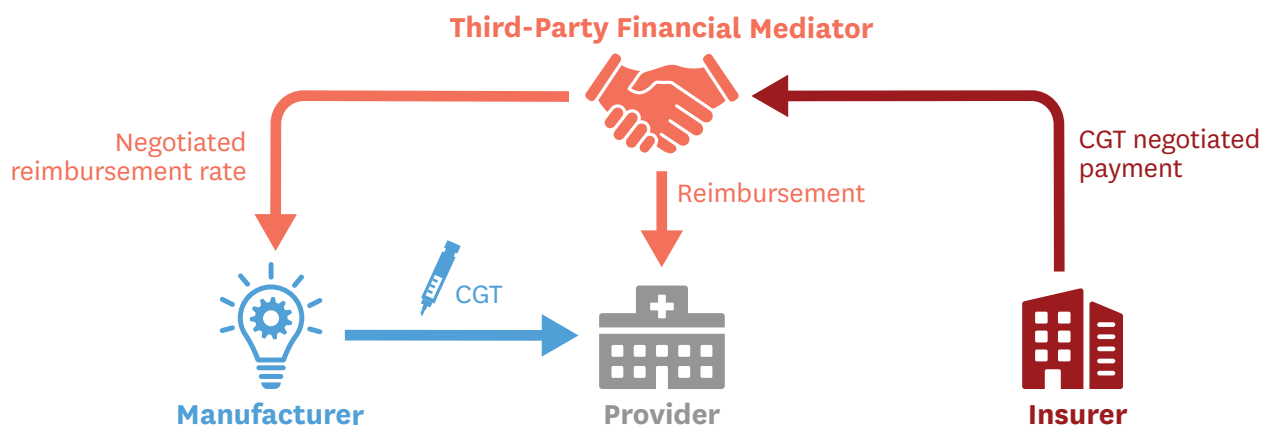 Third-Party Financial Mediator
Negotiated
reimbursement rate
CGT negotiated
payment
Reimbursement
CGT
Manufacturer
Provider
Insurer